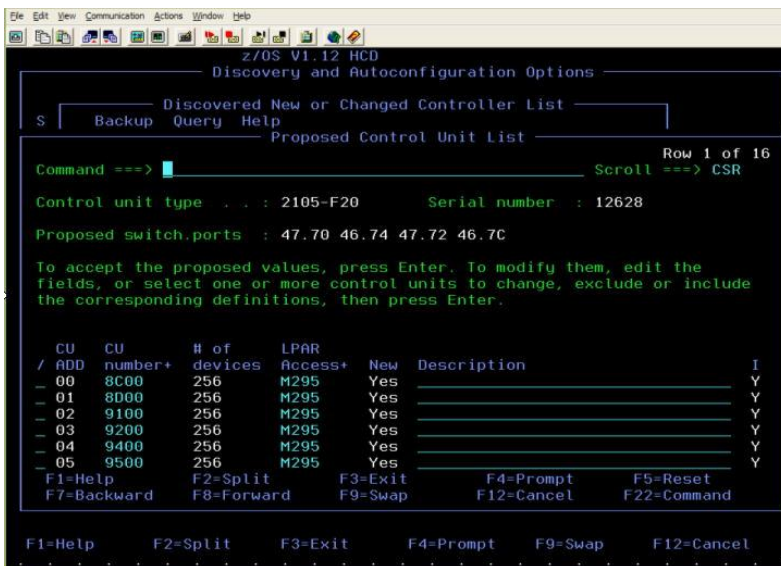 File Edit View Communication Actions Window Help
z/OS V1.12 HCD
Discovery and Autoconfiguration Options
Discovered New or Changed Controller List
S Backup Query Help
Proposed Control Unit List
Row 1 of 16
Command ===> Scroll ===> CSR
Control unit type . . : 2105-F20 Serial number : 12628
Proposed switch.ports : 47.70 46.74 47.72 46.7C
To accept the proposed values, press Enter. To modify them, edit the
fields, or select one or more control units to change, exclude or include
the corresponding definitions, then press Enter.
CU CU # of LPAR
/ ADD number+ devices Access+ New Description I
_ 00 8C00 256 M295 Yes Y
_ 01 8D00 256 M295 Yes Y
_ 02 9100 256 M295 Yes Y
_ 03 9200 256 M295 Yes Y
_ 04 9400 256 M295 Yes Y
_ 05 9500 256 M295 Yes Y
F1=Help F2=Split F3=Exit F4=Prompt F5=Reset
F7=Backward F8=Forward F9=Swap F12=Cancel F22=Command
F1=Help F2=Split F3=Exit F4=Prompt F9=Swap F12=Cancel